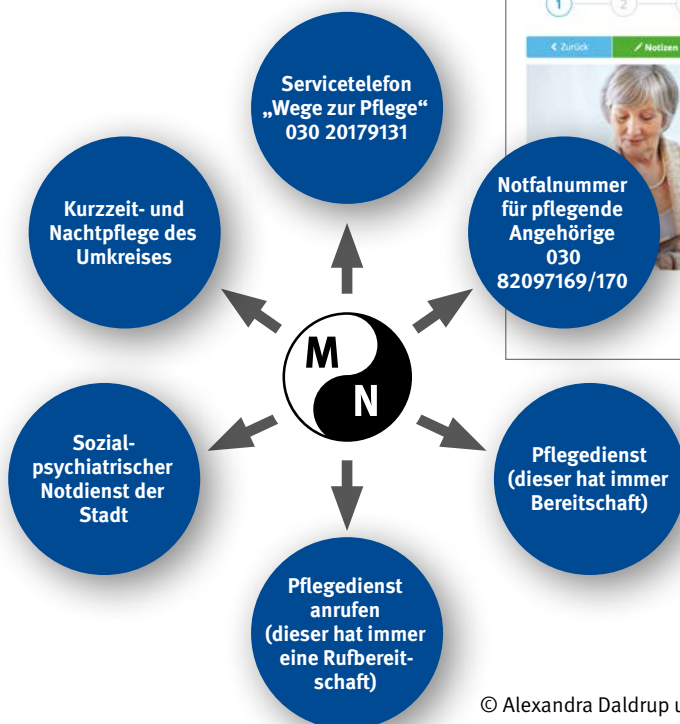 1
2
Zurück
Notizen
Servicetelefon
„Wege zur Pflege“
030 20179131
Kurzzeit- und
Nachtpflege des
Umkreises
Notfalnummer
für pflegende
Angehörige
030
82097169/170
M
N
Sozial-
psychiatrischer
Notdienst der
Stadt
Pflegedienst
(dieser hat immer
Bereitschaft)
Pflegedienst
anrufen
(dieser hat immer
eine Rufbereit-
schaft)
© Alexandra Daldrup u